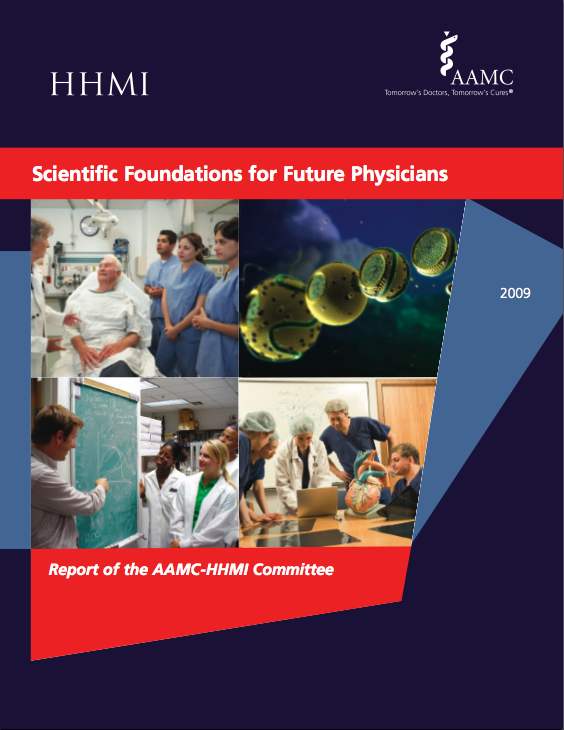 HHMI
AAMC
Tomorrow's Doctors, Tomorrow's Cures®
Scientific Foundations for Future Physicians
2009
Report of the AAMC-HHMI Committee